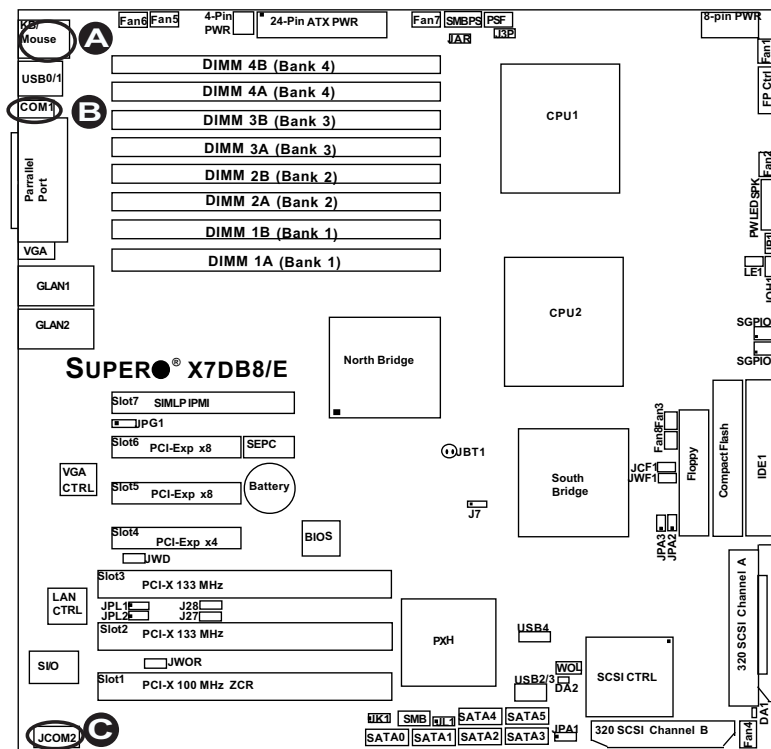 KB/
Mouse
A
Fan6
Fan5
4-Pin
PWR
24-Pin ATX PWR
Fan7
SMBPS
PSF
JAR
J3P
8-pin PWR
Fan1
FP Ctrl
USB0/1
COM1
B
Parrallel
Port
VGA
GLAN1
GLAN2
DIMM 4B (Bank 4)
DIMM 4A (Bank 4)
DIMM 3B (Bank 3)
DIMM 3A (Bank 3)
DIMM 2B (Bank 2)
DIMM 2A (Bank 2)
DIMM 1B (Bank 1)
DIMM 1A (Bank 1)
CPU1
CPU2
Fan2
PWLEDSPK
JP1
LE1
JOH1
SGPIO
SGPIO
SUPER ® X7DB8/E
North Bridge
Slot7 SIMLP IPMI
JPG1
Slot6 PCI-Exp x8
SEPC
VGA
CTRL
Slot5 PCI-Exp x8
Battery
Slot4 PCI-Exp x4
BIOS
JWD
JBT1
J7
South
Bridge
Fan3
Fan8
JCF1
JWF1
Floppy
Compact Flash
IDE1
JPA3
JPA2
Slot3 PCI-X 133 MHz
LAN
CTRL
JPL1
JPL2
J28
J27
Slot2 PCI-X 133 MHz
SI/O
JWOR
Slot1 PCI-X 100 MHz ZCR
PXH
USB4
USB2/3
WOL
DA2
SCSI CTRL
320 SCSI Channel A
DA1
JCOM2
C
JK1
SMB
JL1
SATA4
SATA5
SATA0
SATA1
SATA2
SATA3
JPA1
320 SCSI Channel B
Fan4